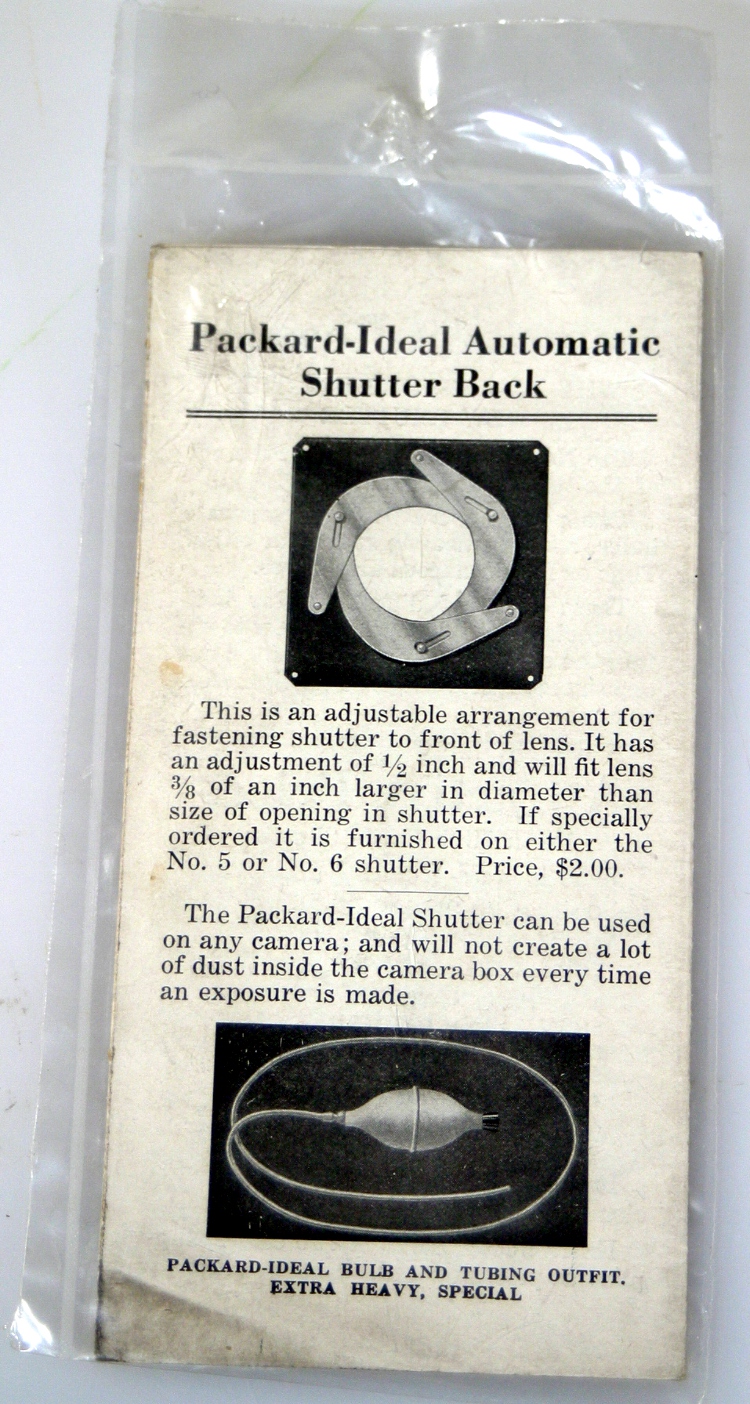 Packard-Ideal Automatic
Shutter Back
This is an adjustable arrangement for
fastening shutter to front of lens. It has
an adjustment of ½ inch and will fit lens
⅜ of an inch larger in diameter than
size of opening in shutter. If specially
ordered it is furnished on either the
No. 5 or No. 6 shutter. Price, $2.00.
The Packard-Ideal Shutter can be used
on any camera; and will not create a lot
of dust inside the camera box every time
an exposure is made.
PACKARD-IDEAL BULB AND TUBING OUTFIT.
EXTRA HEAVY, SPECIAL